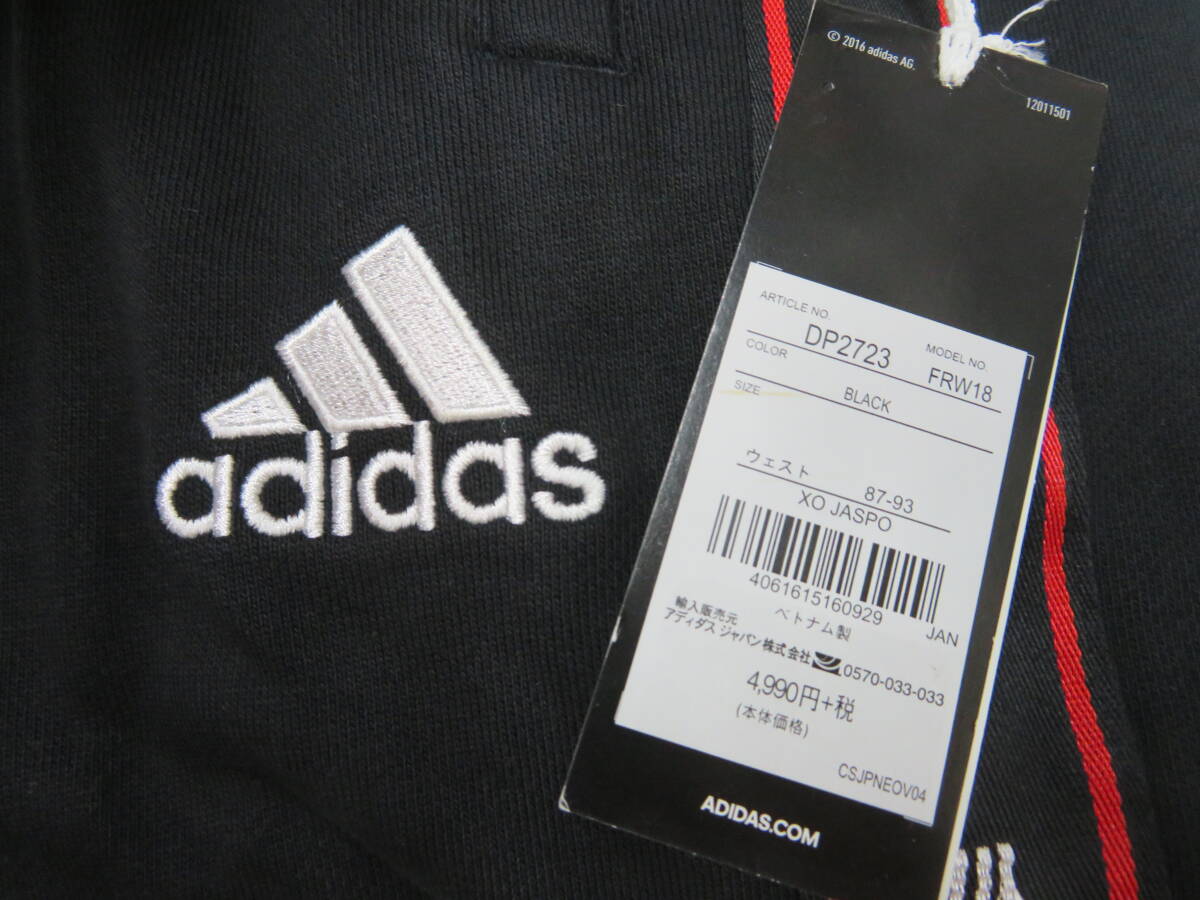 adidas
© 2016 adidas AG.
12011501
ARTICLE NO.
DP2723
MODEL NO.
FRW18
COLOR
BLACK
SIZE
ウェスト 87-93
XO JASPO
4061615160929
JAN
ベトナム製
輸入販売元
アディダス ジャパン株式会社 0570-033-033
4,990円+税
(本体価格)
CSJPNEOV04
ADIDAS.COM